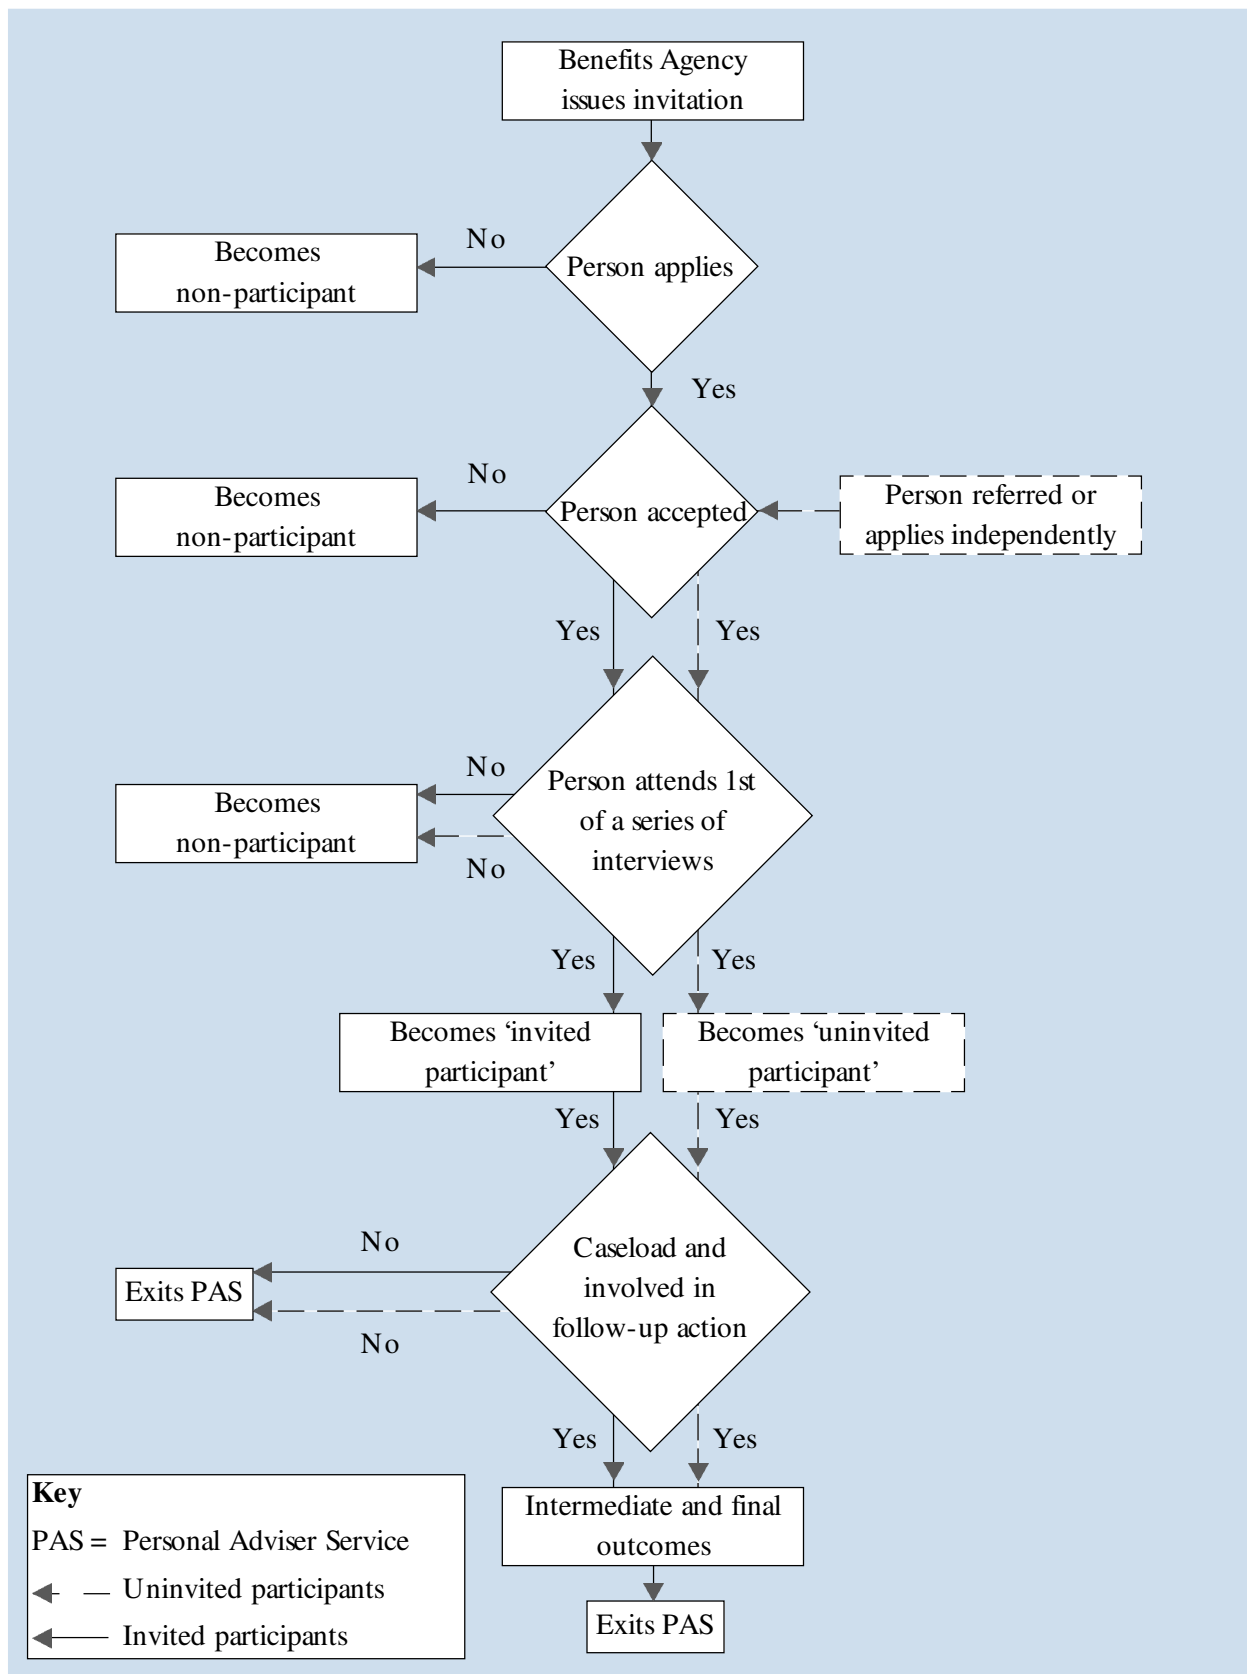 Benefits Agency
issues invitation
No
Becomes
non-participant
Person applies
Yes
No
Becomes
non-participant
Person accepted
Person referred or
applies independently
Yes
Yes
No
Becomes
non-participant
No
Person attends 1st
of a series of
interviews
Yes
Yes
Becomes ‘invited
participant’
Becomes ‘uninvited
participant’
Yes
Yes
No
Exits PAS
No
Caseload and
involved in
follow-up action
Yes
Yes
Intermediate and final
outcomes
Exits PAS
Key
PAS = Personal Adviser Service
Uninvited participants
Invited participants